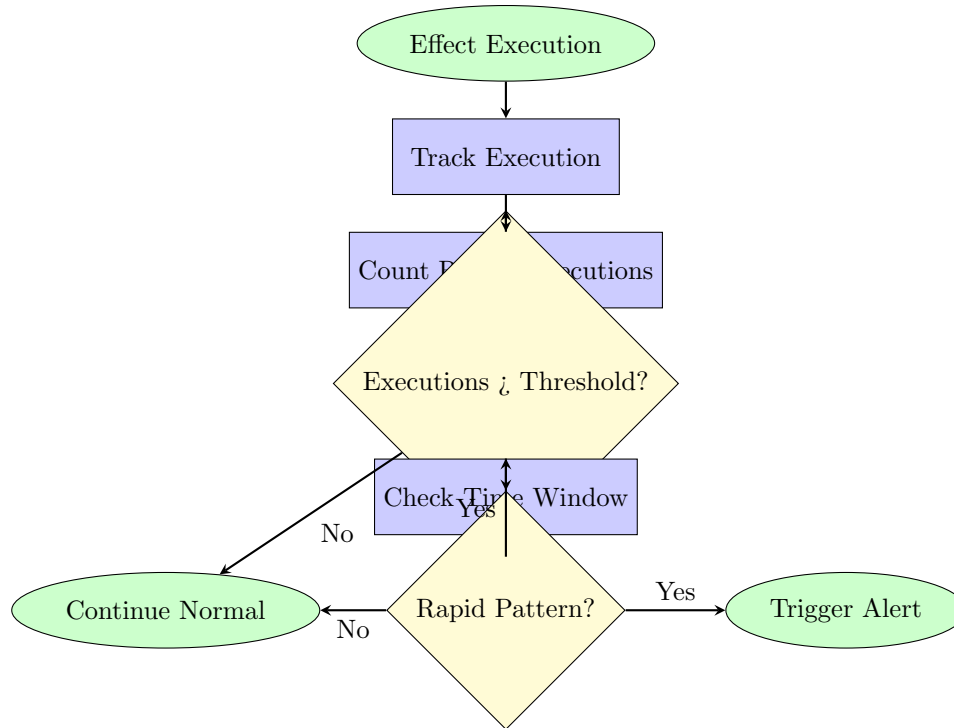 Effect Execution
Track Execution
Count R ecutions
Executions ¿ Threshold?
Check Time Window
Yes
No
Continue Normal
No
Rapid Pattern?
Yes
Trigger Alert